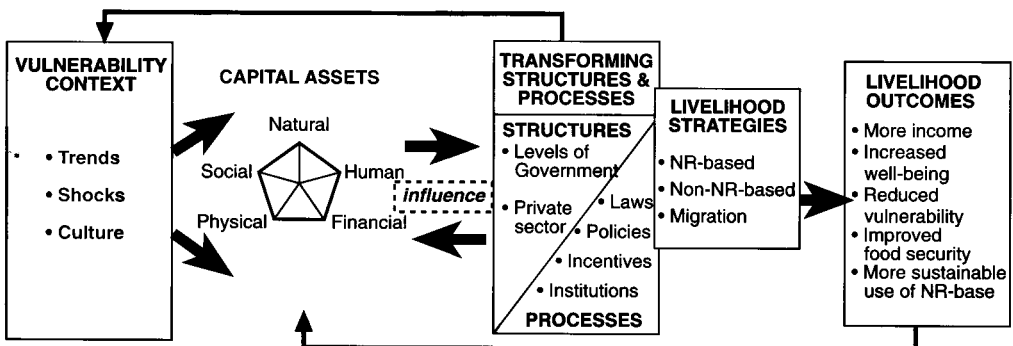 VULNERABILITY
CONTEXT
• Trends
• Shocks
• Culture
CAPITAL ASSETS
Natural
Social
Human
Physical
Financial
influence
TRANSFORMING
STRUCTURES &
PROCESSES
STRUCTURES
• Levels of
Government
• Private
sector
• Laws
• Policies
• Incentives
• Institutions
PROCESSES
LIVELIHOOD
STRATEGIES
• NR-based
• Non-NR-based
• Migration
LIVELIHOOD
OUTCOMES
• More income
• Increased
well-being
• Reduced
vulnerability
• Improved
food security
• More sustainable
use of NR-base